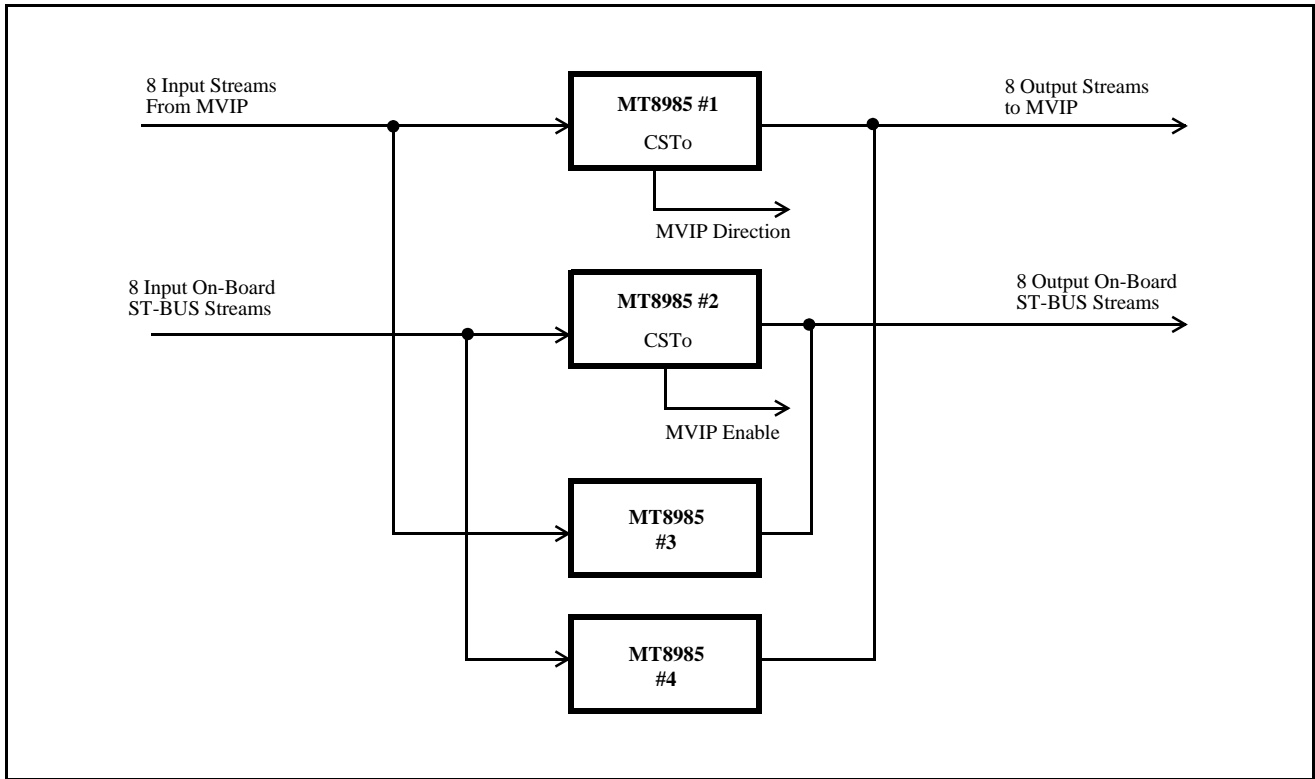 8 Input Streams
From MVIP
MT8985 #1
CSTo
8 Output Streams
to MVIP
MVIP Direction
8 Input On-Board
ST-BUS Streams
MT8985 #2
CSTo
8 Output On-Board
ST-BUS Streams
MVIP Enable
MT8985
#3
MT8985
#4